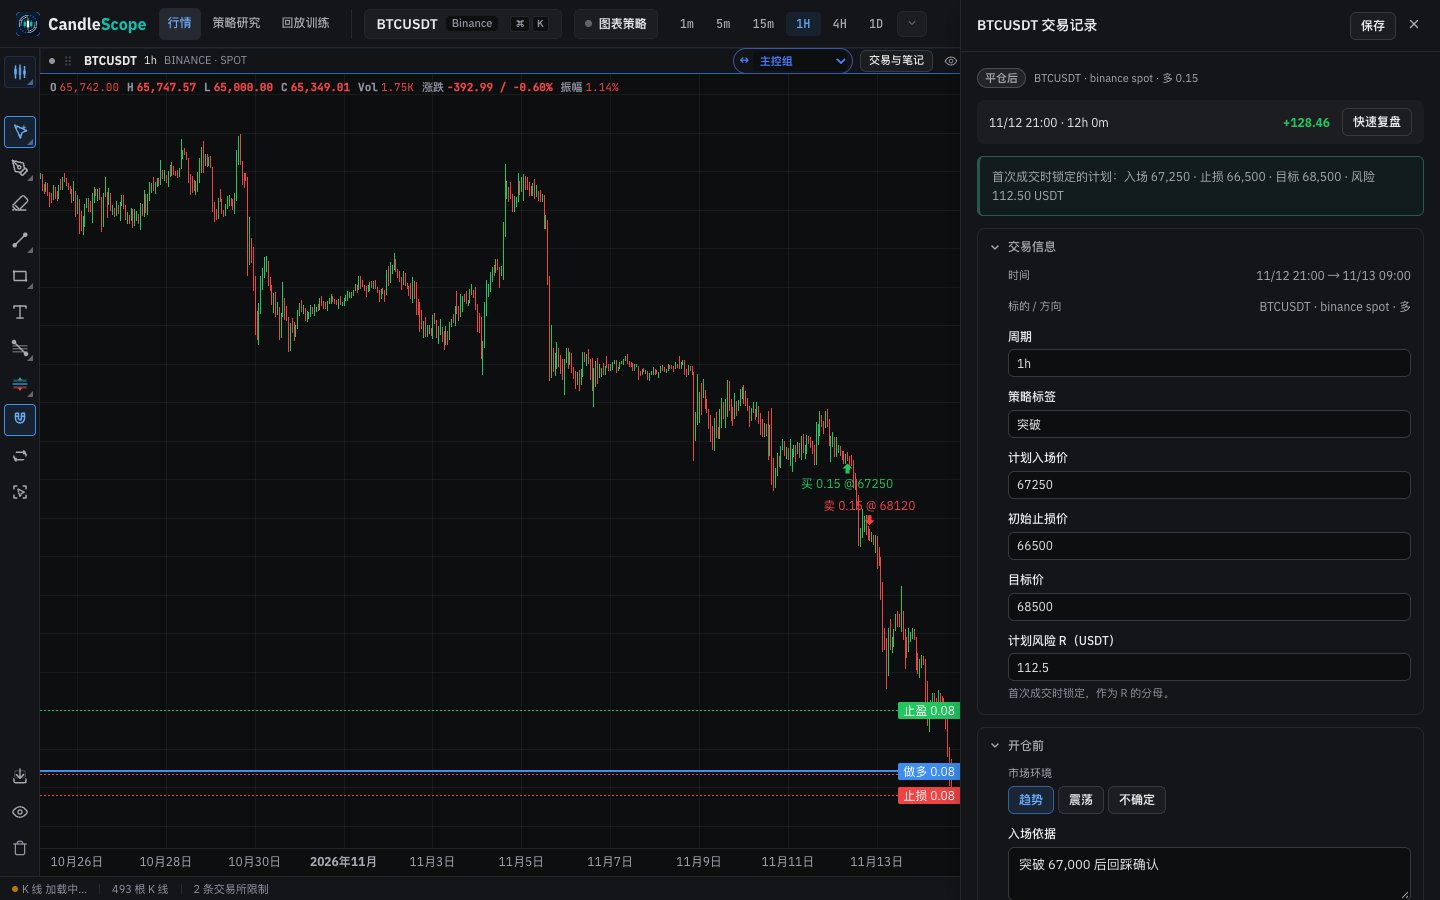 CandleScope
行情
策略研究
回放训练
BTCUSDT Binance ⌘ K
图表策略
1m 5m 15m 1H 4H 1D
BTCUSDT 1h BINANCE · SPOT
主控组
交易与笔记
O 65,742.00 H 65,747.57 L 65,000.00 C 65,349.01 Vol 1.75K 涨跌 -392.99 / -0.60% 振幅 1.14%
买 0.15 @ 67250
卖 0.15 @ 68120
止盈 0.08
做多 0.08
止损 0.08
10月26日 10月28日 10月30日 2026年11月 11月3日 11月5日 11月7日 11月9日 11月11日 11月13日
K 线 加载中... 493 根 K 线 2 条交易所限制
BTCUSDT 交易记录
保存 ×
平仓后 BTCUSDT · binance spot · 多 0.15
11/12 21:00 · 12h 0m +128.46 快速复盘
首次成交时锁定的计划：入场 67,250 · 止损 66,500 · 目标 68,500 · 风险
112.50 USDT
交易信息
时间 11/12 21:00 → 11/13 09:00
标的 / 方向 BTCUSDT · binance spot · 多
周期
1h
策略标签
突破
计划入场价
67250
初始止损价
66500
目标价
68500
计划风险 R（USDT）
112.5
首次成交时锁定，作为 R 的分母。
开仓前
市场环境
趋势 震荡 不确定
入场依据
突破 67,000 后回踩确认